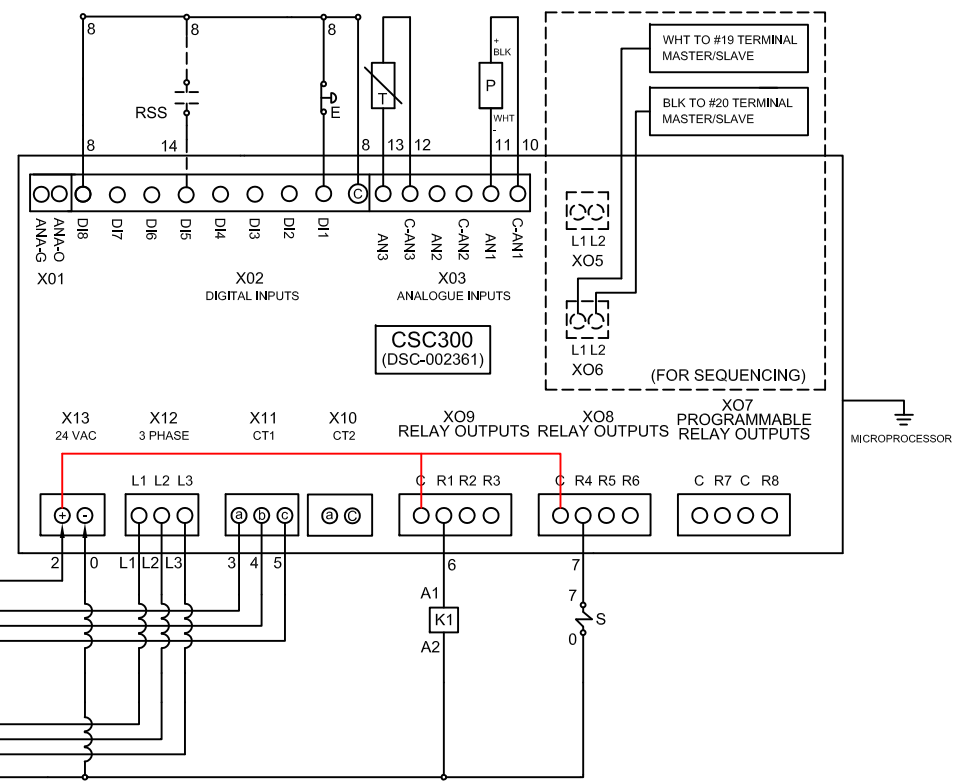 8 8 8
+
BLK
WHT TO #19 TERMINAL
MASTER/SLAVE
T
P
RSS
E
BLK TO #20 TERMINAL
MASTER/SLAVE
WHT
-
8 14 8 13 12 11 10
C
ANA-G ANA-O DI8 DI7 DI6 DI5 DI4 DI3 DI2 DI1 AN3 C-AN3 AN2 C-AN2 AN1 C-AN1
L1 L2
XO5
X01 X02 X03
DIGITAL INPUTS ANALOGUE INPUTS
CSC300
(DSC-002361)
L1 L2
XO6
(FOR SEQUENCING)
X13 X12 X11 X10 XO9 XO8 XO7
24 VAC 3 PHASE CT1 CT2 RELAY OUTPUTS RELAY OUTPUTS PROGRAMMABLE
RELAY OUTPUTS
MICROPROCESSOR
L1 L2 L3 C R1 R2 R3 C R4 R5 R6 C R7 C R8
+ - a b c a C
2 0 L1 L2 L3 3 4 5 6 7
A1
K1
A2
7
S
0